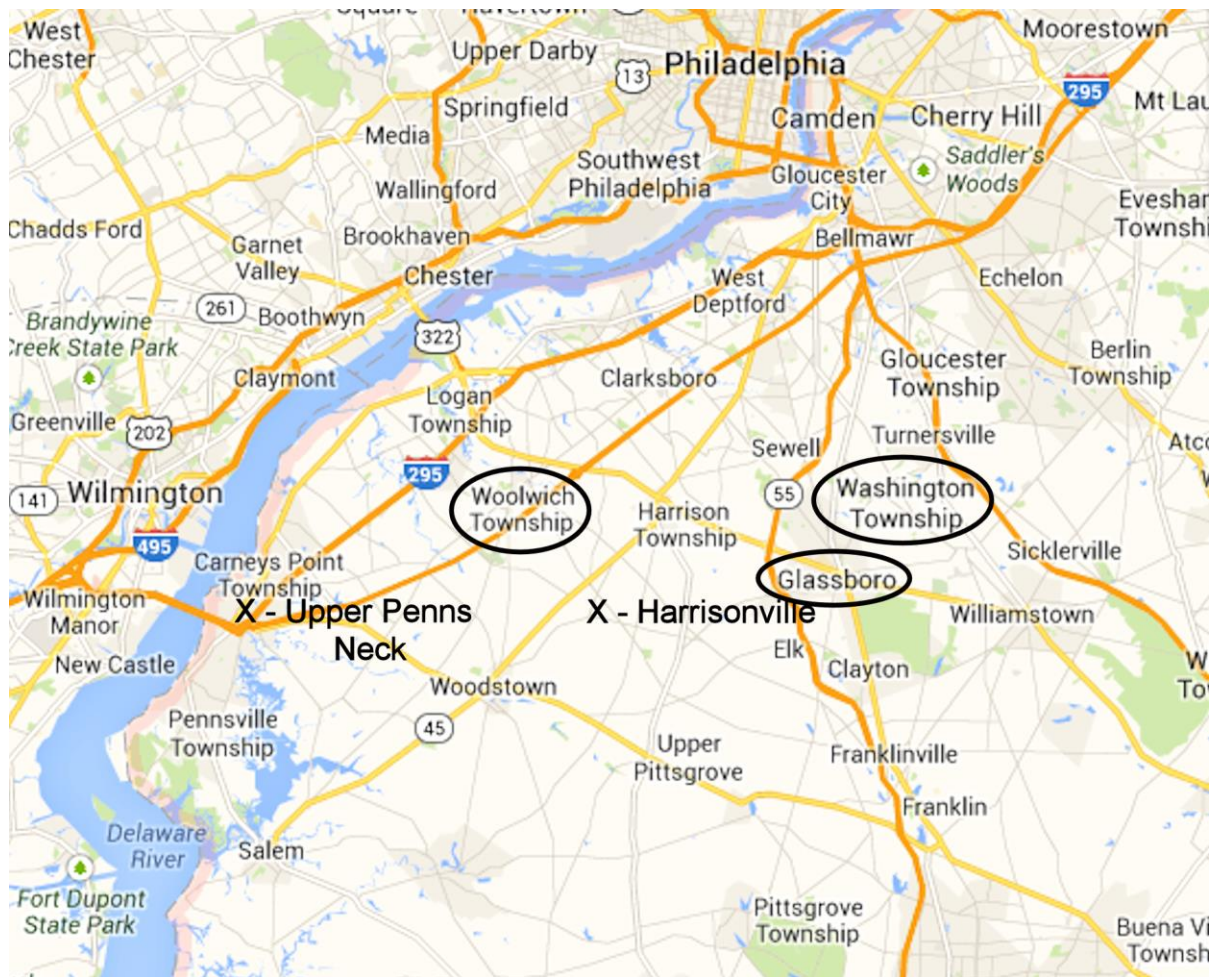 Square
Havertown
West
Chester
Upper Darby
13
Philadelphia
Moorestown
295
Springfield
Camden
Cherry Hill
Mt Lau
Media
Southwest
Philadelphia
Saddler's
Woods
Wallingford
Gloucester
City
Evesham
Townshi
Chadds Ford
Brookhaven
Garnet
Valley
Bellmawr
Chester
West
Deptford
Echelon
261
Boothwyn
322
Brandywine
Creek State Park
Gloucester
Township
Berlin
Township
Claymont
Clarksboro
Logan
Township
Greenville
202
Sewell
Turnersville
Atco
295
141
Wilmington
Woolwich
Township
55
Washington
Township
Harrison
Township
495
Carneys Point
Township
Sicklerville
Glassboro
Wilmington
Manor
X - Upper Penns
Neck
X - Harrisonville
Williamstown
New Castle
Elk
Clayton
Woodstown
Pennsville
Township
45
Upper
Pittsgrove
Franklinville
Franklin
Delaware
River
Salem
Fort Dupont
State Park
Pittsgrove
Township
Buena Vi
Townsh